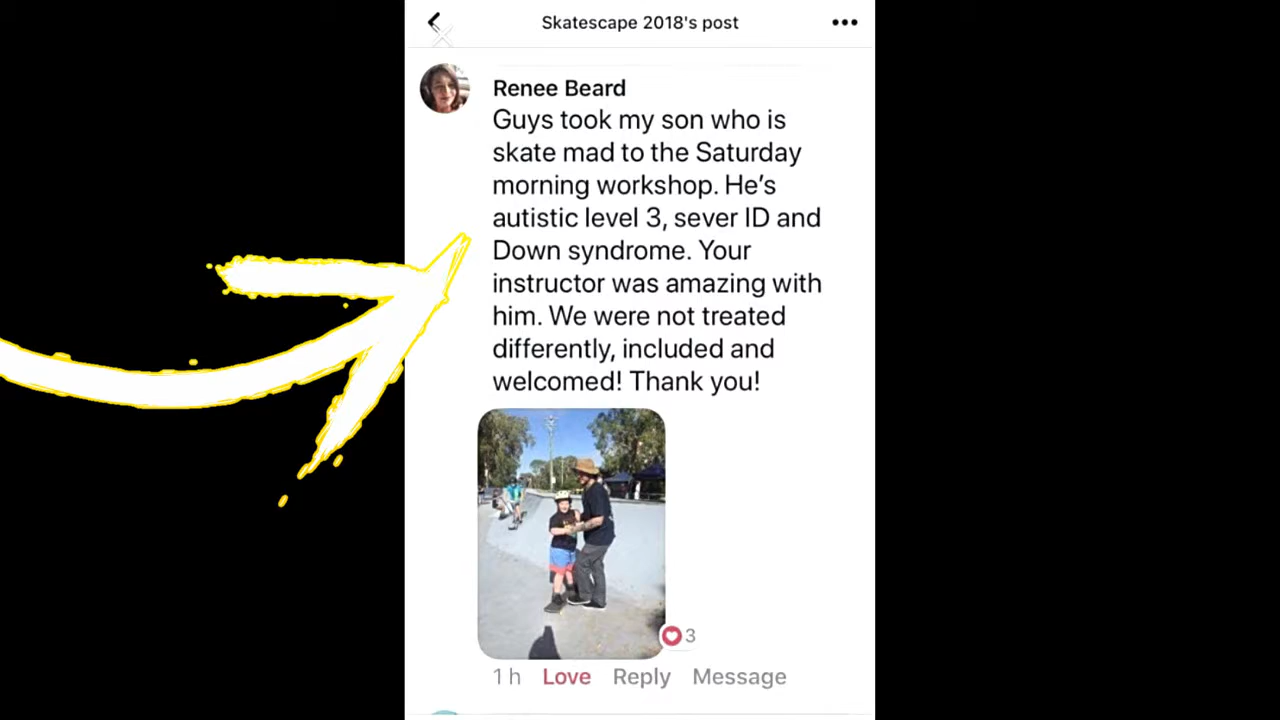 Skatescape 2018's post
Renee Beard
Guys took my son who is
skate mad to the Saturday
morning workshop. He’s
autistic level 3, sever ID and
Down syndrome. Your
instructor was amazing with
him. We were not treated
differently, included and
welcomed! Thank you!
3
1 h Love Reply Message